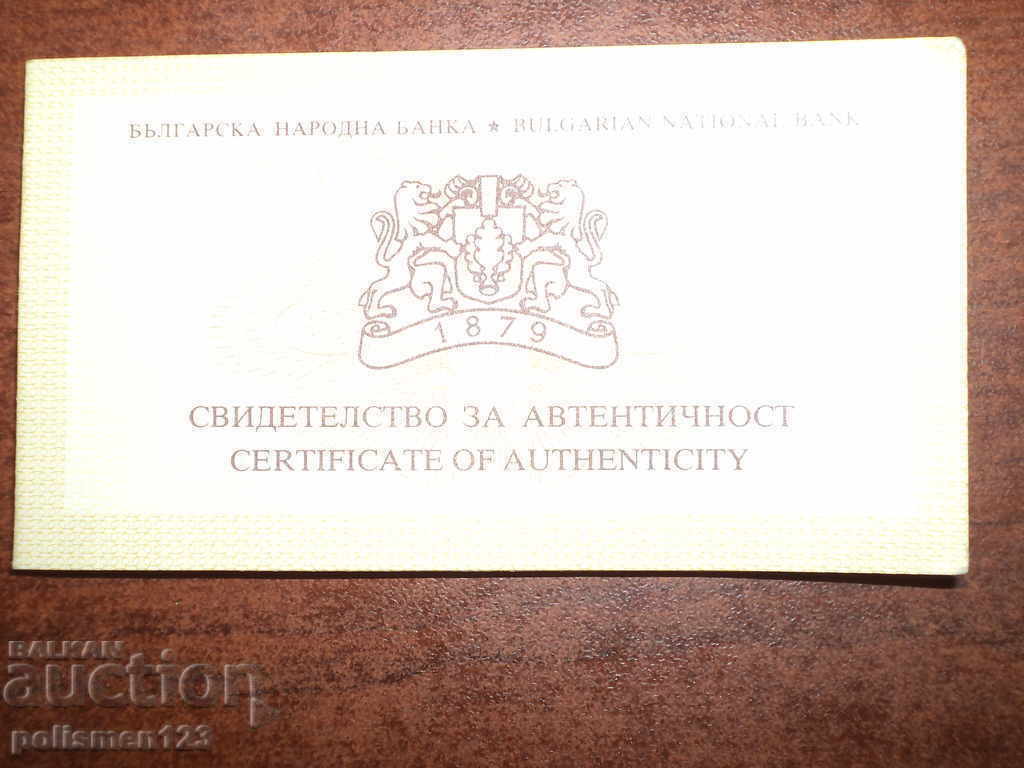 БЪЛГАРСКА НАРОДНА БАНКА ★ BULGARIAN NATIONAL BANK
1879
СВИДЕТЕЛСТВО ЗА АВТЕНТИЧНОСТ
CERTIFICATE OF AUTHENTICITY
BALKAN
auction
polismen123